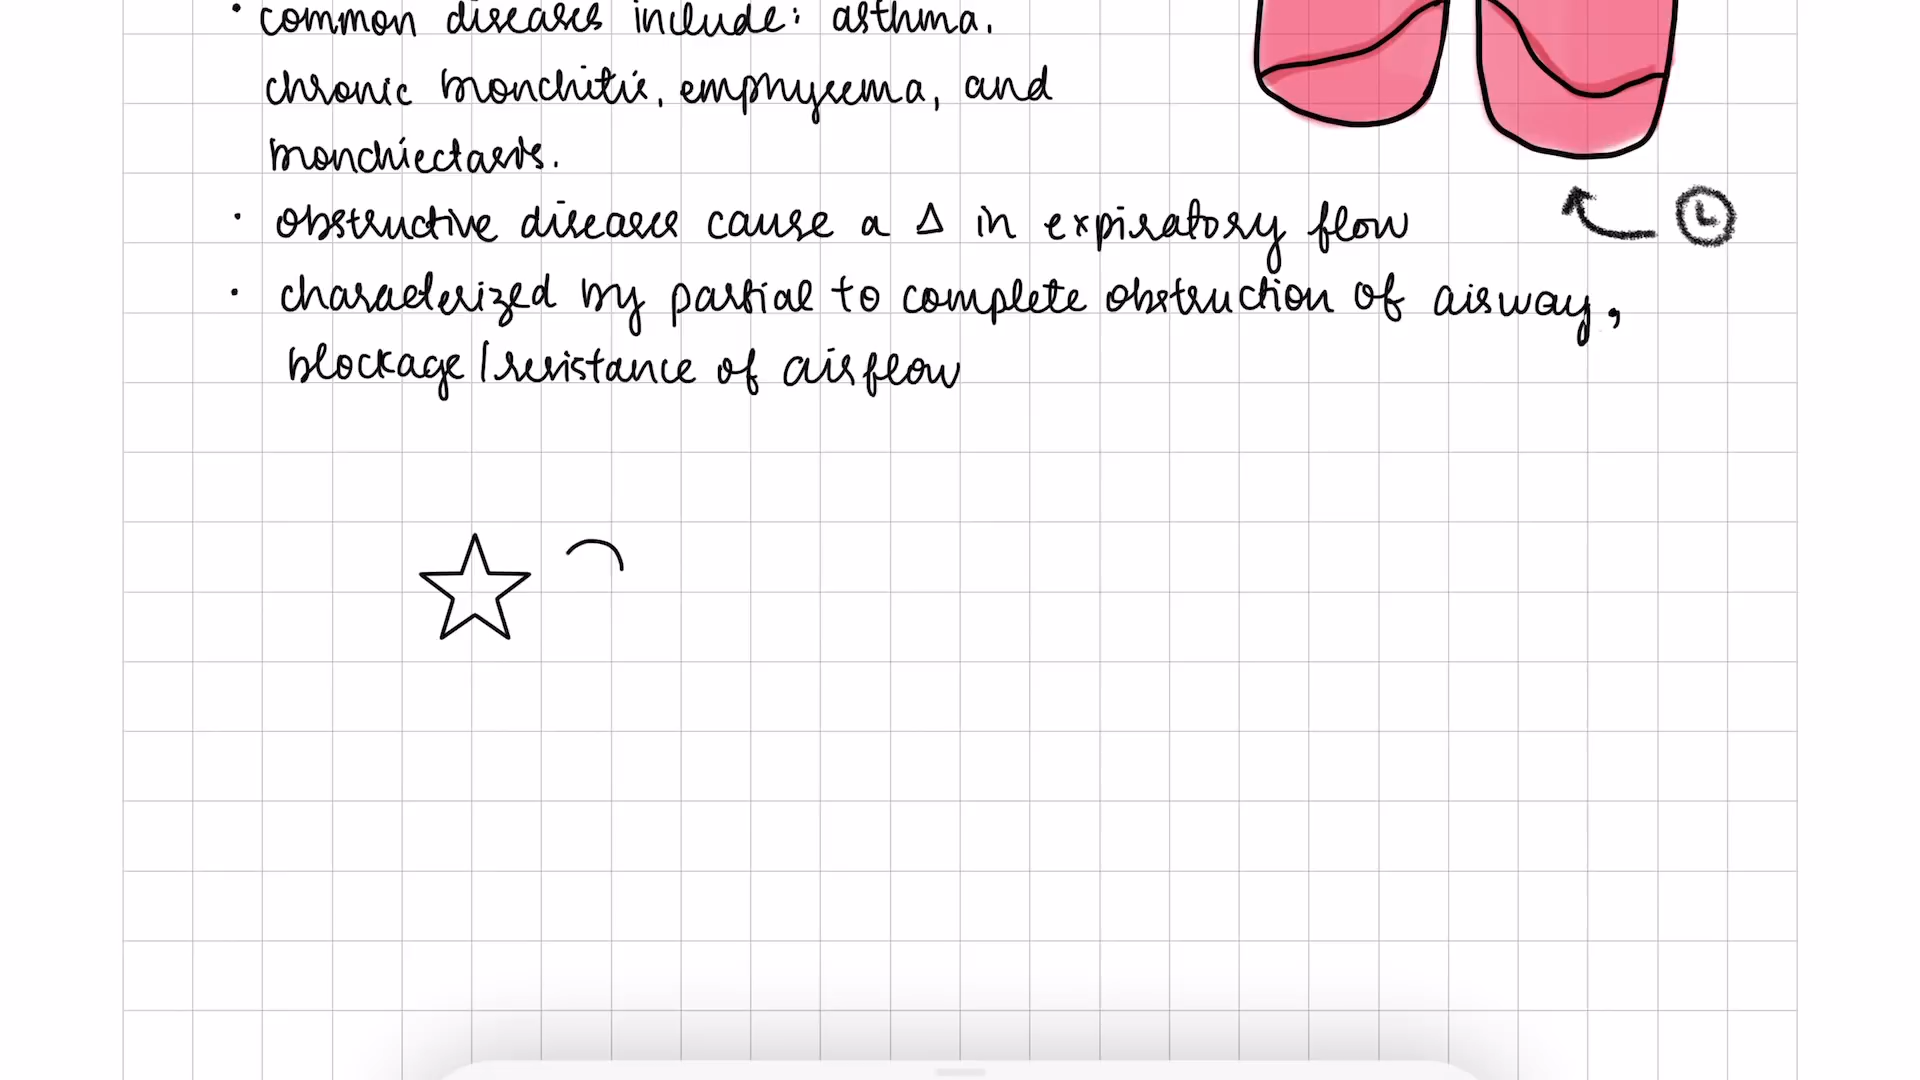 • common diseases include: asthma.
chronic bronchitis, emphysema, and
bronchiectasis.
• obstructive diseases cause a Δ in expiratory flow
• characterized by partial to complete obstruction of airway,
blockage/resistance of airflow
L